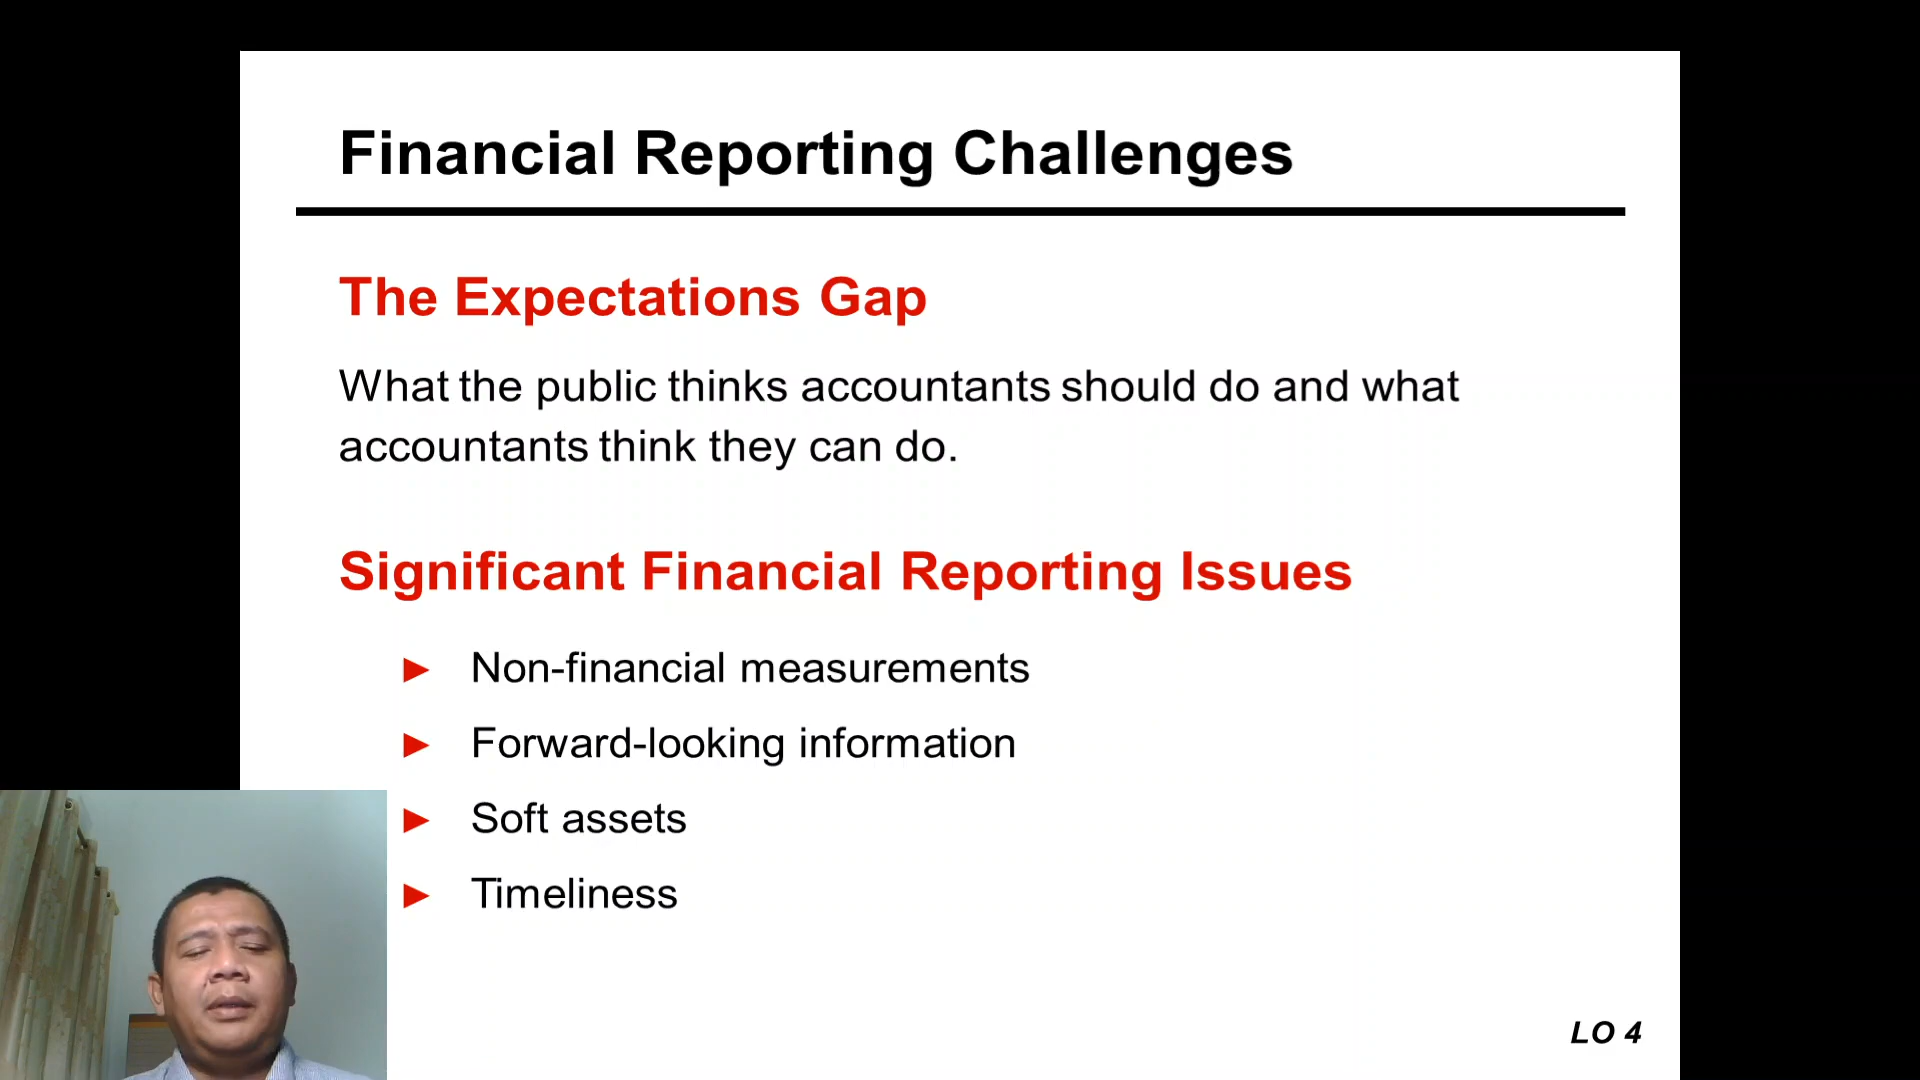 Financial Reporting Challenges
The Expectations Gap
What the public thinks accountants should do and what
accountants think they can do.
Significant Financial Reporting Issues
► Non-financial measurements
► Forward-looking information
► Soft assets
► Timeliness
LO 4